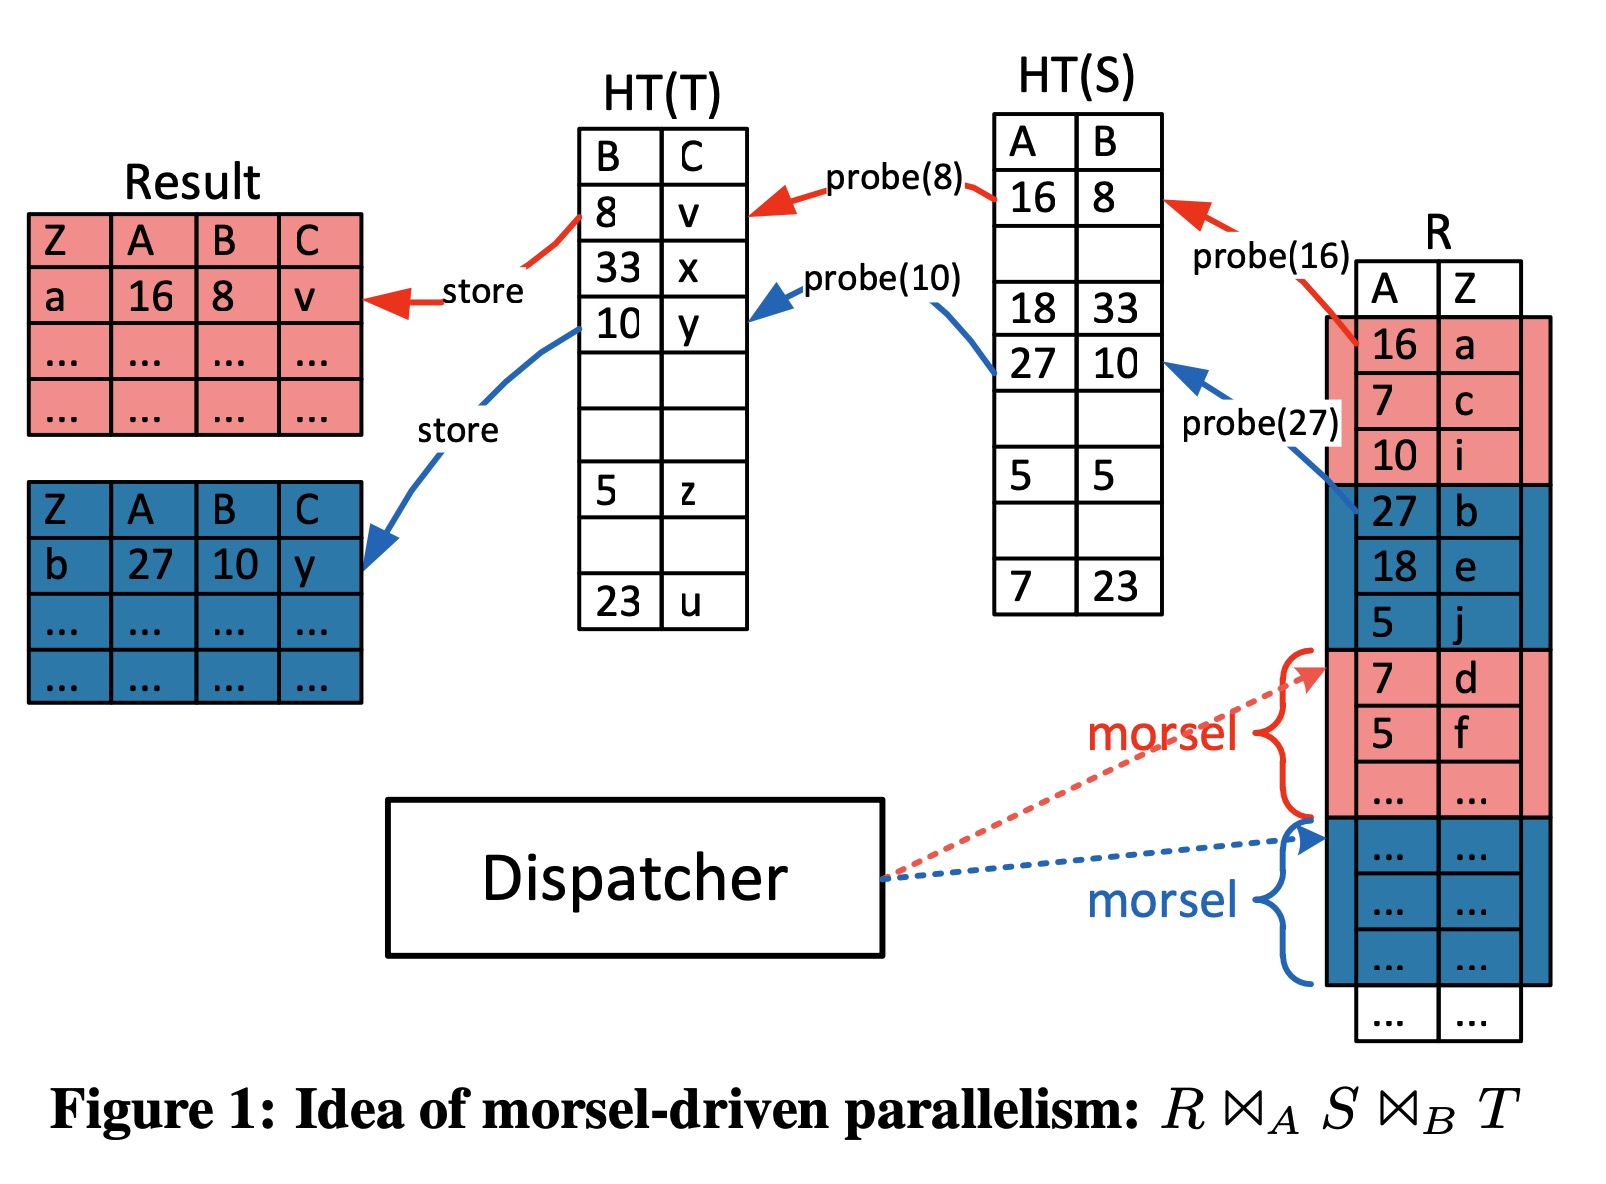 Result
Z A B C
a 16 8 v
... ... ... ...
... ... ... ...
Z A B C
b 27 10 y
... ... ... ...
... ... ... ...
store
store
HT(T)
B C
8 v
33 x
10 y
5 z
23 u
probe(8)
probe(10)
HT(S)
A B
16 8
18 33
27 10
5 5
7 23
probe(16)
probe(27)
R
A Z
16 a
7 c
10 i
27 b
18 e
5 j
7 d
5 f
... ...
... ...
... ...
... ...
... ...
morsel
morsel
Dispatcher
Figure 1: Idea of morsel-driven parallelism: R ⋈_A S ⋈_B T